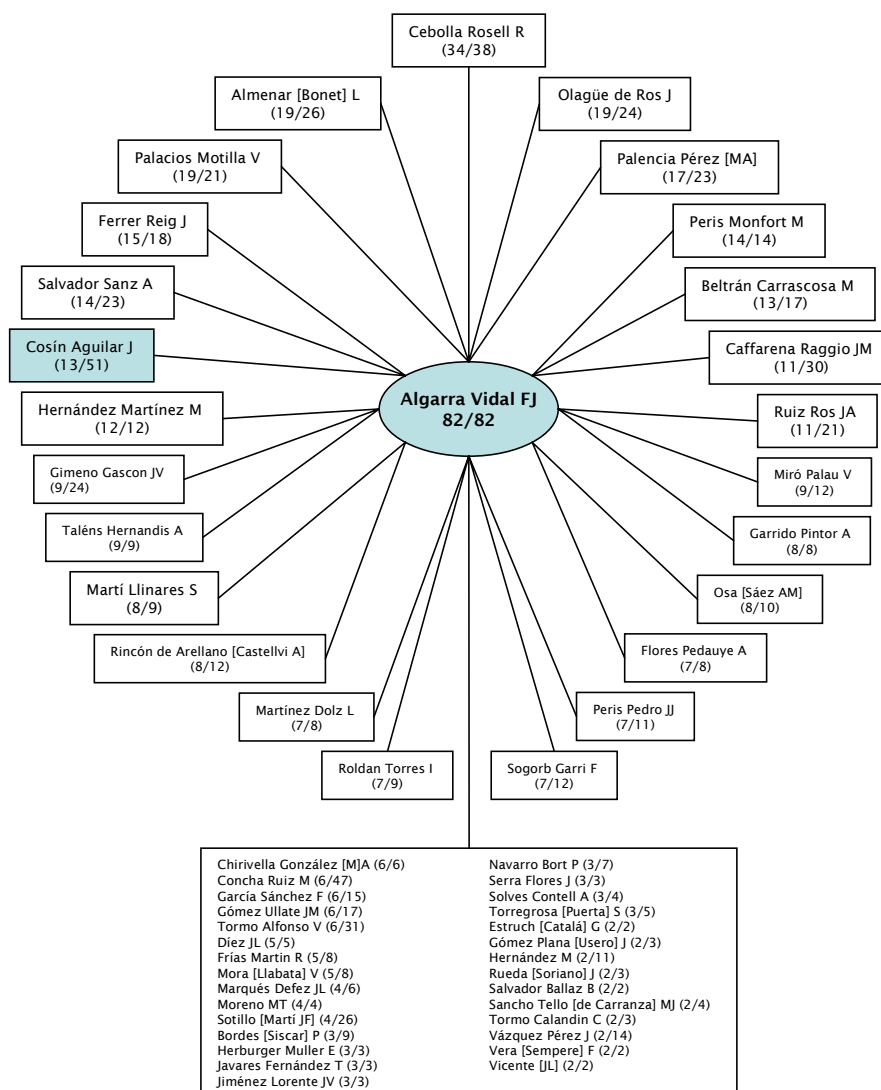 Cebolla Rosell R
(34/38)
Almenar [Bonet] L
(19/26)
Olagüe de Ros J
(19/24)
Palacios Motilla V
(19/21)
Palencia Pérez [MA]
(17/23)
Ferrer Reig J
(15/18)
Peris Monfort M
(14/14)
Salvador Sanz A
(14/23)
Beltrán Carrascosa M
(13/17)
Cosín Aguilar J
(13/51)
Caffarena Raggio JM
(11/30)
Algarra Vidal FJ
82/82
Hernández Martínez M
(12/12)
Ruiz Ros JA
(11/21)
Gimeno Gascon JV
(9/24)
Miró Palau V
(9/12)
Taléns Hernandis A
(9/9)
Garrido Pintor A
(8/8)
Martí Llinares S
(8/9)
Osa [Sáez AM]
(8/10)
Rincón de Arellano [Castellvi A]
(8/12)
Flores Pedauye A
(7/8)
Martínez Dolz L
(7/8)
Peris Pedro JJ
(7/11)
Roldan Torres I
(7/9)
Sogorb Garri F
(7/12)
Chirivella González [M]A (6/6)
Concha Ruiz M (6/47)
García Sánchez F (6/15)
Gómez Ullate JM (6/17)
Tormo Alfonso V (6/31)
Díez JL (5/5)
Frías Martin R (5/8)
Mora [Llabata] V (5/8)
Marqués Defez JL (4/6)
Moreno MT (4/4)
Sotillo [Martí JF] (4/26)
Bordes [Siscar] P (3/9)
Herburger Muller E (3/3)
Javares Fernández T (3/3)
Jiménez Lorente JV (3/3)
Navarro Bort P (3/7)
Serra Flores J (3/3)
Solves Contell A (3/4)
Torregrosa [Puerta] S (3/5)
Estruch [Catalá] G (2/2)
Gómez Plana [Usero] J (2/3)
Hernández M (2/11)
Rueda [Soriano] J (2/3)
Salvador Ballaz B (2/2)
Sancho Tello [de Carranza] MJ (2/4)
Tormo Calandin C (2/3)
Vázquez Pérez J (2/14)
Vera [Sempere] F (2/2)
Vicente [JL] (2/2)